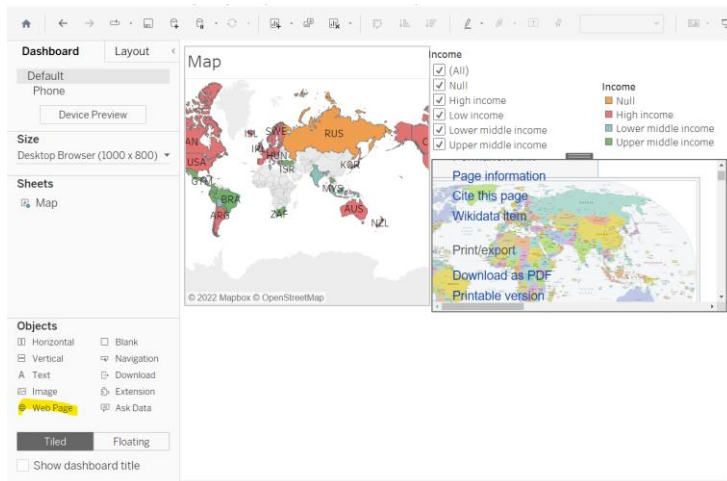 Dashboard Layout
Default
Phone
Device Preview
Size
Desktop Browser (1000 x 800)
Sheets
Map
Objects
Horizontal Blank
Vertical Navigation
A Text Download
Image Extension
Web Page Ask Data
Tiled Floating
Show dashboard title
Map
ISL
SWE
RUS
AN
IRL
HUN
USA
ISR
KOR
C
GTM
MYS
BRA
ARG
ZAF
AUS
NZL
© 2022 Mapbox © OpenStreetMap
Income
(All)
Null
High income
Low income
Lower middle income
Upper middle income
Income
Null
High income
Lower middle income
Upper middle income
Page information
Cite this page
Wikidata item
Print/export
Download as PDF
Printable version